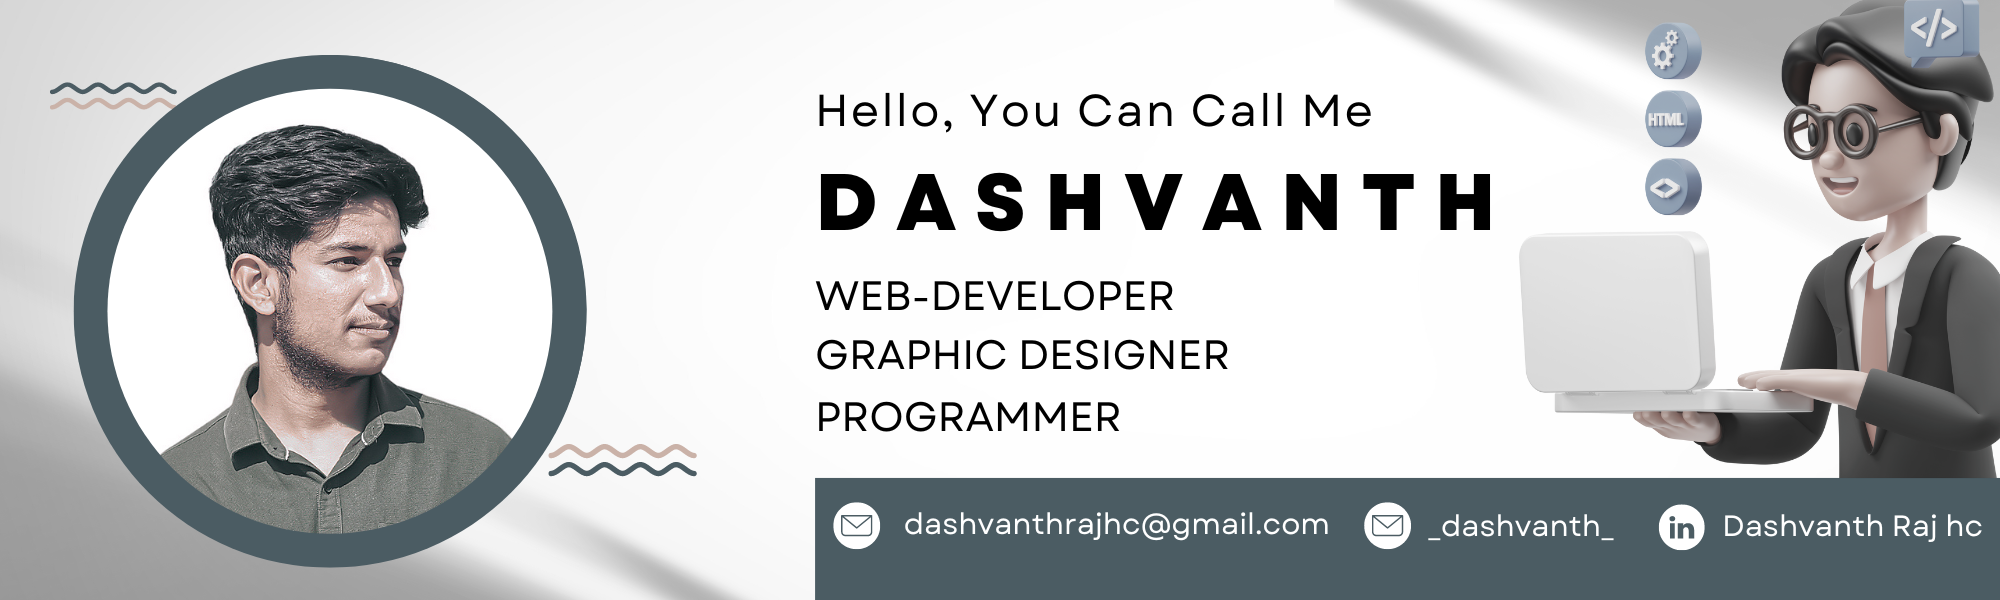 Hello, You Can Call Me
DASHVANTH
WEB-DEVELOPER
GRAPHIC DESIGNER
PROGRAMMER
dashvanthrajhc@gmail.com
_dashvanth_
in Dashvanth Raj hc
</>
HTML
<>